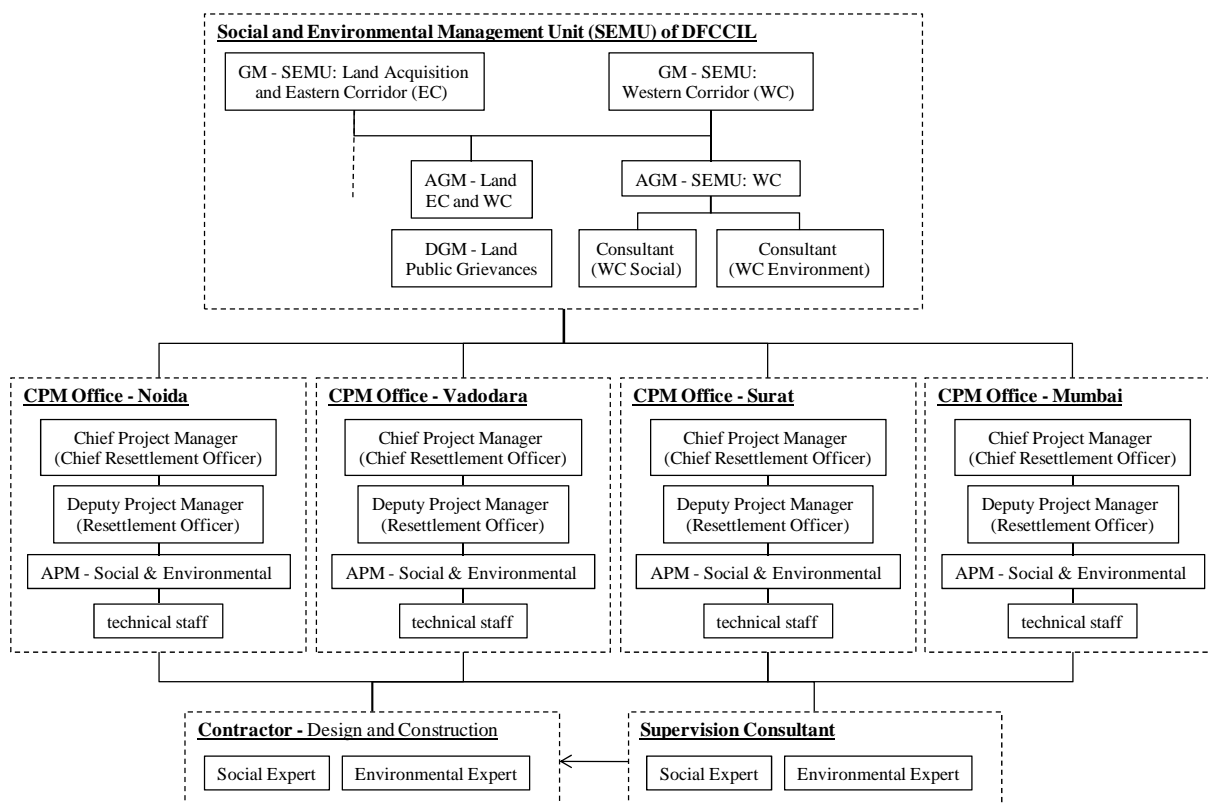 Social and Environmental Management Unit (SEMU) of DFCCIL
GM - SEMU: Land Acquisition
and Eastern Corridor (EC)
GM - SEMU:
Western Corridor (WC)
AGM - Land
EC and WC
AGM - SEMU: WC
DGM - Land
Public Grievances
Consultant
(WC Social)
Consultant
(WC Environment)
CPM Office - Noida
Chief Project Manager
(Chief Resettlement Officer)
Deputy Project Manager
(Resettlement Officer)
APM - Social & Environmental
technical staff
CPM Office - Vadodara
Chief Project Manager
(Chief Resettlement Officer)
Deputy Project Manager
(Resettlement Officer)
APM - Social & Environmental
technical staff
CPM Office - Surat
Chief Project Manager
(Chief Resettlement Officer)
Deputy Project Manager
(Resettlement Officer)
APM - Social & Environmental
technical staff
CPM Office - Mumbai
Chief Project Manager
(Chief Resettlement Officer)
Deputy Project Manager
(Resettlement Officer)
APM - Social & Environmental
technical staff
Contractor - Design and Construction
Social Expert
Environmental Expert
Supervision Consultant
Social Expert
Environmental Expert